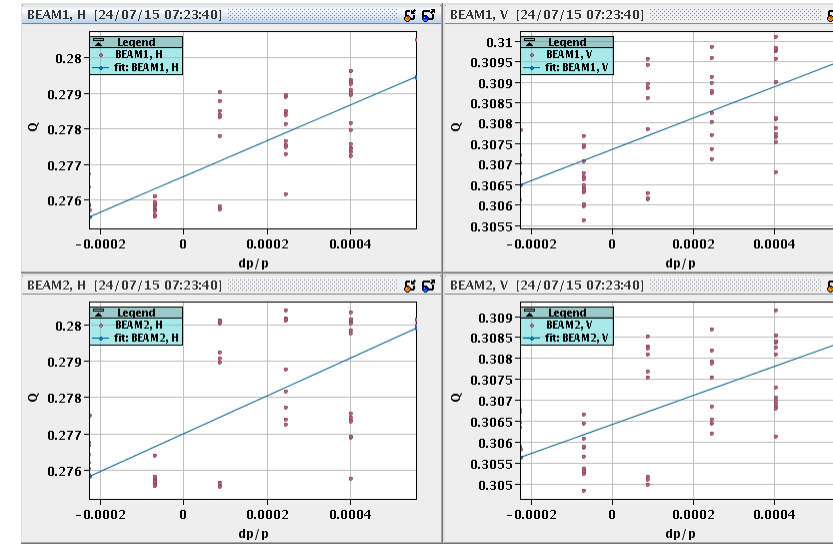 BEAM1, H [24/07/15 07:23:40]
Legend
BEAM1, H
fit: BEAM1, H
Q
0.28
0.279
0.278
0.277
0.276
-0.0002 0 0.0002 0.0004
dp/p
BEAM1, V [24/07/15 07:23:40]
Legend
BEAM1, V
fit: BEAM1, V
Q
0.31
0.3095
0.309
0.3085
0.308
0.3075
0.307
0.3065
0.306
0.3055
-0.0002 0 0.0002 0.0004
dp/p
BEAM2, H [24/07/15 07:23:40]
Legend
BEAM2, H
fit: BEAM2, H
Q
0.28
0.279
0.278
0.277
0.276
-0.0002 0 0.0002 0.0004
dp/p
BEAM2, V [24/07/15 07:23:40]
Legend
BEAM2, V
fit: BEAM2, V
Q
0.309
0.3085
0.308
0.3075
0.307
0.3065
0.306
0.3055
0.305
-0.0002 0 0.0002 0.0004
dp/p